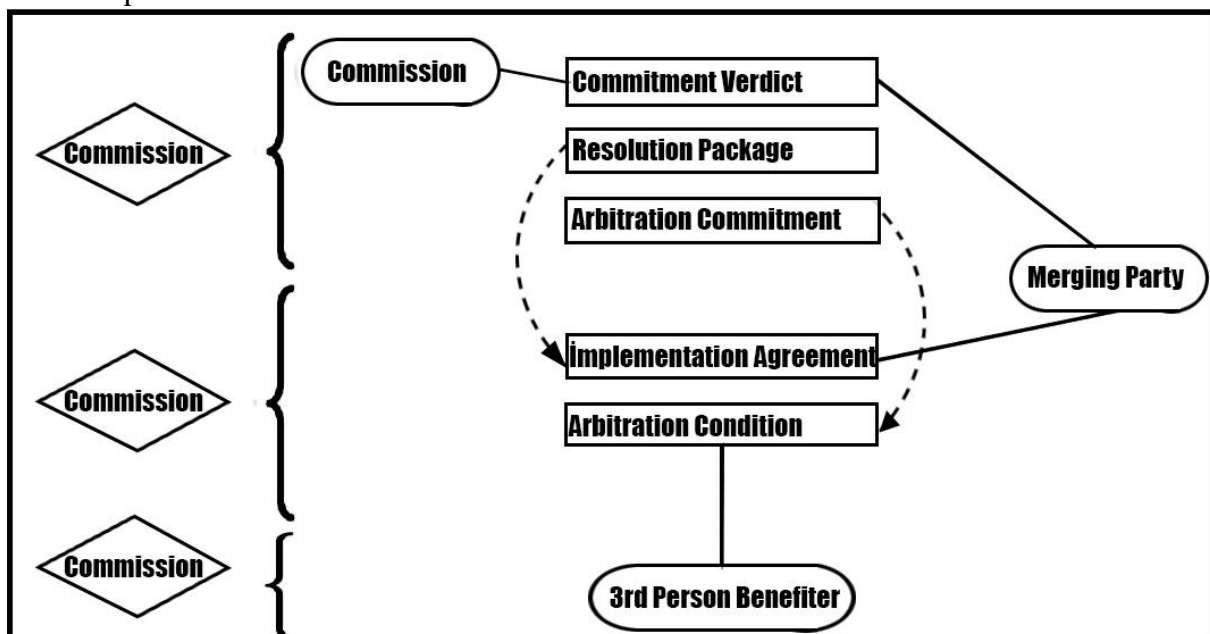 Commission
Commission
Commitment Verdict
Resolution Package
Arbitration Commitment
Merging Party
İmplementation Agreement
Commission
Arbitration Condition
Commission
3rd Person Benefiter